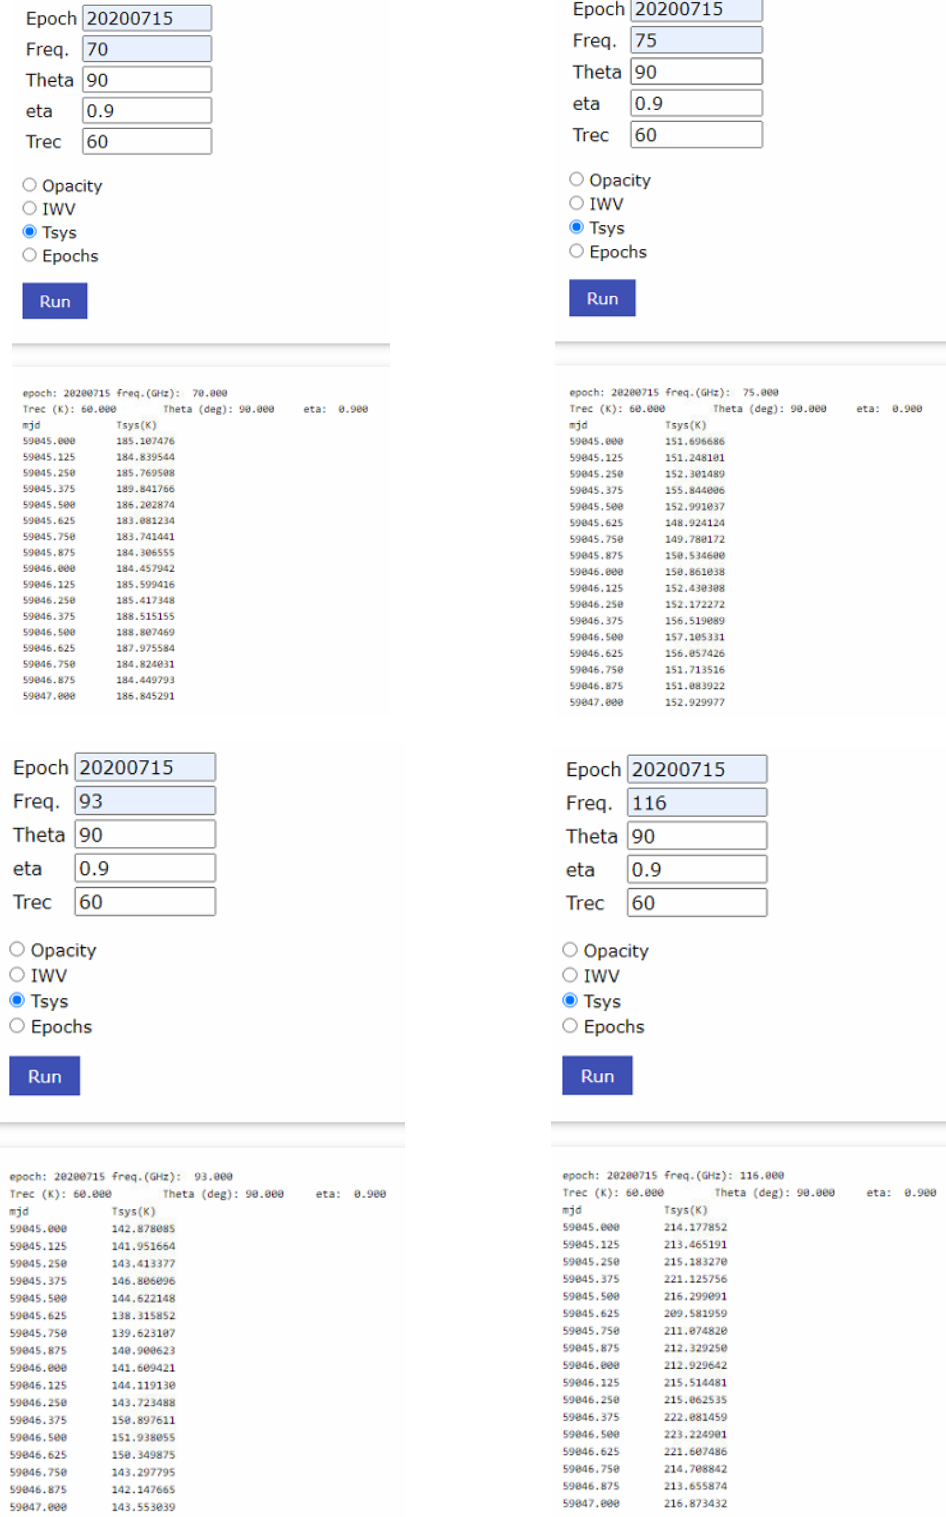 Epoch 20200715
Freq. 70
Theta 90
eta 0.9
Trec 60
Opacity
IWV
Tsys
Epochs
Run
epoch: 20200715 freq.(GHz): 70.000
Trec (K): 60.000 Theta (deg): 90.000 eta: 0.900
mjd Tsys(K)
59045.000 185.107476
59045.125 184.839544
59045.250 185.769508
59045.375 189.841766
59045.500 186.202874
59045.625 183.081234
59045.750 183.741441
59045.875 184.306555
59046.000 184.457942
59046.125 185.599416
59046.250 185.417348
59046.375 188.515155
59046.500 188.807469
59046.625 187.975584
59046.750 184.824031
59046.875 184.449793
59047.000 186.845291
Epoch 20200715
Freq. 75
Theta 90
eta 0.9
Trec 60
Opacity
IWV
Tsys
Epochs
Run
epoch: 20200715 freq.(GHz): 75.000
Trec (K): 60.000 Theta (deg): 90.000 eta: 0.900
mjd Tsys(K)
59045.000 151.696686
59045.125 151.248101
59045.250 152.301489
59045.375 155.844006
59045.500 152.991037
59045.625 148.924124
59045.750 149.780172
59045.875 150.534600
59046.000 150.861038
59046.125 152.430308
59046.250 152.172272
59046.375 156.519089
59046.500 157.105331
59046.625 156.057426
59046.750 151.713516
59046.875 151.083922
59047.000 152.929977
Epoch 20200715
Freq. 93
Theta 90
eta 0.9
Trec 60
Opacity
IWV
Tsys
Epochs
Run
epoch: 20200715 freq.(GHz): 93.000
Trec (K): 60.000 Theta (deg): 90.000 eta: 0.900
mjd Tsys(K)
59045.000 142.878085
59045.125 141.951664
59045.250 143.413377
59045.375 146.806096
59045.500 144.622148
59045.625 138.315852
59045.750 139.623107
59045.875 140.900623
59046.000 141.609421
59046.125 144.119130
59046.250 143.723488
59046.375 150.897611
59046.500 151.938055
59046.625 150.349875
59046.750 143.297795
59046.875 142.147665
59047.000 143.553039
Epoch 20200715
Freq. 116
Theta 90
eta 0.9
Trec 60
Opacity
IWV
Tsys
Epochs
Run
epoch: 20200715 freq.(GHz): 116.000
Trec (K): 60.000 Theta (deg): 90.000 eta: 0.900
mjd Tsys(K)
59045.000 214.177852
59045.125 213.465191
59045.250 215.183270
59045.375 221.125756
59045.500 216.299091
59045.625 209.581959
59045.750 211.074820
59045.875 212.329250
59046.000 212.929642
59046.125 215.514481
59046.250 215.062535
59046.375 222.081459
59046.500 223.224901
59046.625 221.607486
59046.750 214.708842
59046.875 213.655874
59047.000 216.873432